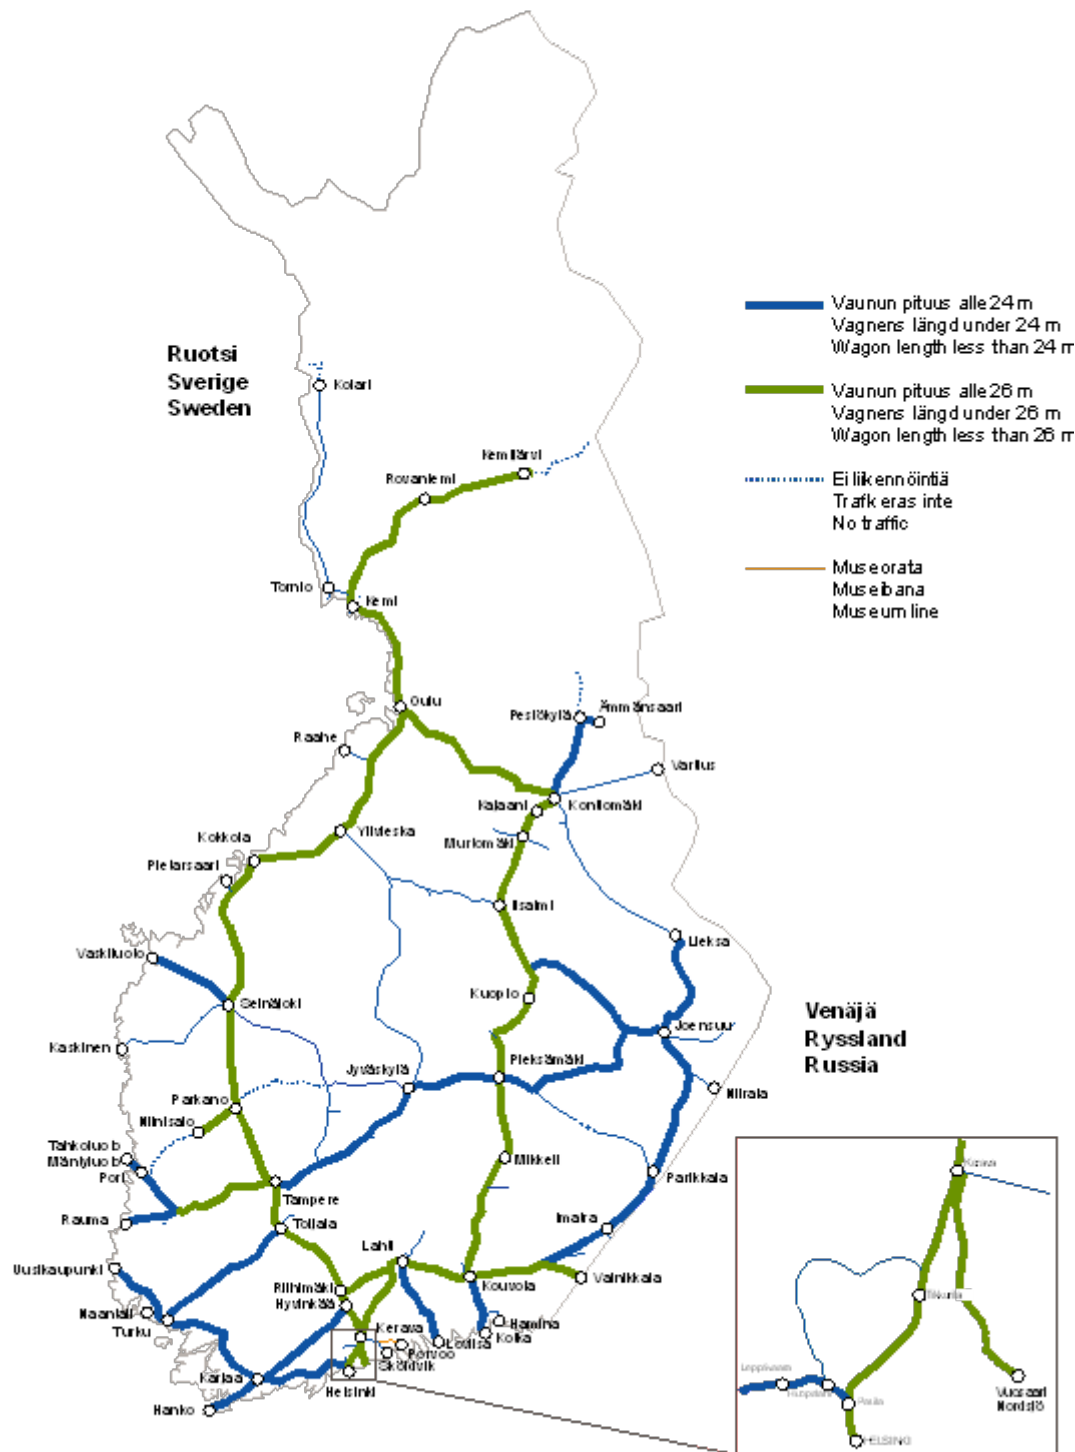 Ruotsi
Sverige
Sweden
Vaunun pituus alle 24 m
Vagnens längd under 24 m
Wagon length less than 24 m
Vaunun pituus alle 26 m
Vagnens längd under 26 m
Wagon length less than 26 m
Ei liikennöintiä
Trafikeras inte
No traffic
Museorata
Museibana
Museum line
Kolari
Kemijärvi
Rovaniemi
Tornio
Kemi
Oulu
Pesiökylä
Ämmänsaari
Raahe
Vartius
Kajaani
Kontiomäki
Ylivieska
Murtomäki
Kokkola
Pietarsaari
Iisalmi
Lieksa
Vaskiluoto
Kuopio
Seinäjoki
Joensuu
Venäjä
Ryssland
Russia
Kaskinen
Jyväskylä
Pieksämäki
Niirala
Parkano
Niinisalo
Tahkoluoto
Mäntyluoto
Pori
Mikkeli
Parikkala
Tampere
Rauma
Toijala
Imatra
Lahti
Uusikaupunki
Riihimäki
Kouvola
Vainikkala
Hyvinkää
Naantali
Turku
Kerava
Hamina
Kotka
Loviisa
Porvoo
Sköldvik
Karjaa
Helsinki
Hanko
Kerava
Tikkurila
Leppävaara
Huopalahti
Pasila
HELSINKI
Vuosaari
Nordsjö